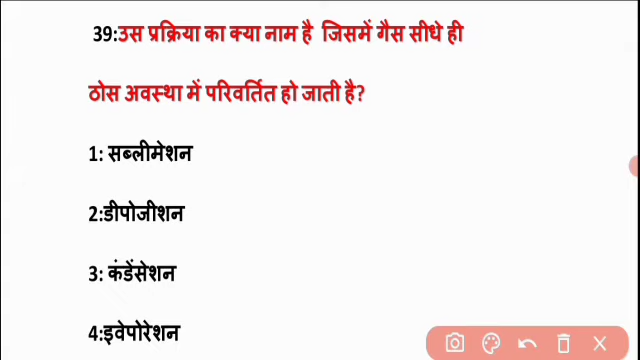 39:उस प्रक्रिया का क्या नाम है जिसमें गैस सीधे ही
ठोस अवस्था में परिवर्तित हो जाती है?
1: सब्लीमेशन
2:डीपोजीशन
3: कंडेंसेशन
4:इवेपोरेशन